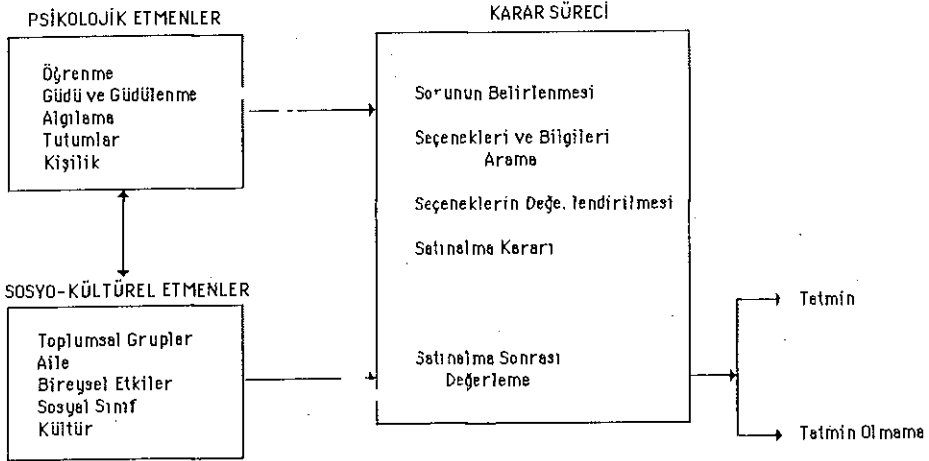 PSİKOLOJİK ETMENLER
Öğrenme
Güdü ve Güdülenme
Algılama
Tutumlar
Kişilik
SOSYO-KÜLTÜREL ETMENLER
Toplumsal Gruplar
Aile
Bireysel Etkiler
Sosyal Sınıf
Kültür
KARAR SÜRECİ
Sorunun Belirlenmesi
Seçenekleri ve Bilgileri
Arama
Seçeneklerin Değe. lendirilmesi
Satınalma Kararı
Satınalma Sonrası
Değerleme
Tatmin
Tatmin Olmama